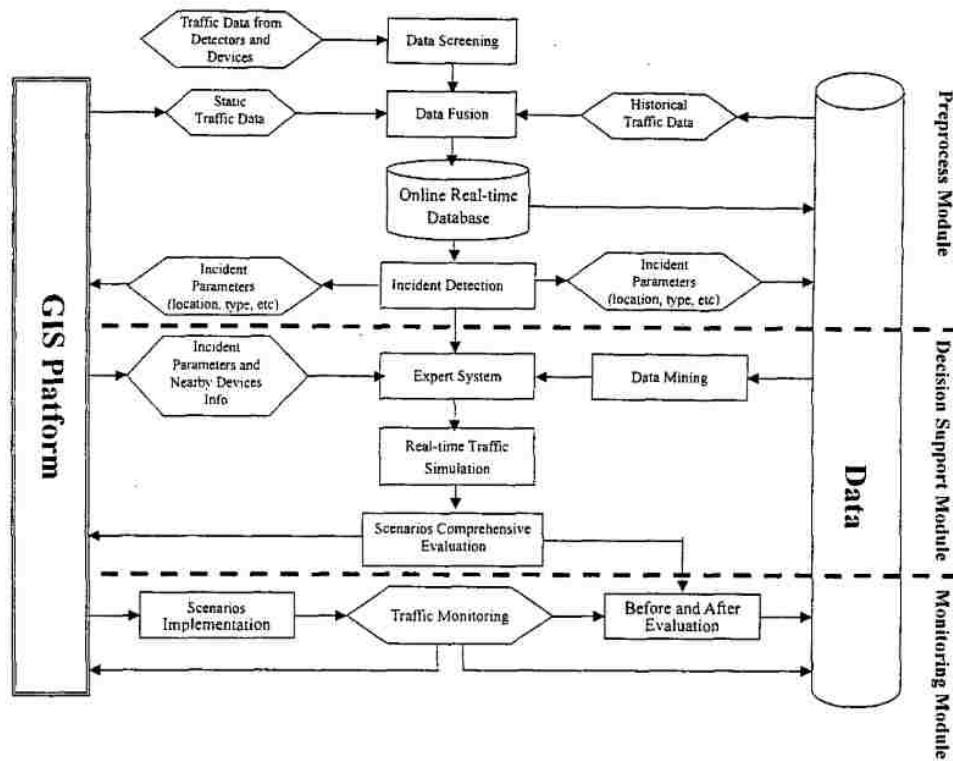 Traffic Data from
Detectors and
Devices
Data Screening
Static
Traffic Data
Data Fusion
Historical
Traffic Data
Online Real-time
Database
Incident
Parameters
(location, type, etc)
Incident Detection
Incident
Parameters
(location, type, etc)
Preprocess Module
Incident
Parameters and
Nearby Devices
Info
Expert System
Data Mining
Real-time Traffic
Simulation
Scenarios Comprehensive
Evaluation
Decision Support Module
Scenarios
Implementation
Traffic Monitoring
Before and After
Evaluation
Monitoring Module
GIS Platform
Data